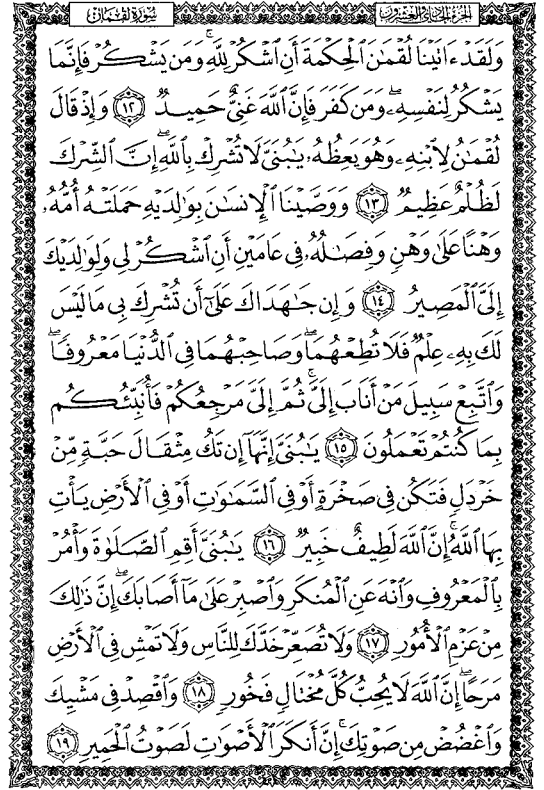 الجزء الحادي والعشرون
سورة لقمان
وَلَقَدْ ءَاتَيْنَا لُقْمَٰنَ ٱلْحِكْمَةَ أَنِ ٱشْكُرْ لِلَّهِ ۚ وَمَن يَشْكُرْ فَإِنَّمَا
يَشْكُرُ لِنَفْسِهِۦ ۖ وَمَن كَفَرَ فَإِنَّ ٱللَّهَ غَنِىٌّ حَمِيدٌ ١٢ وَإِذْ قَالَ
لُقْمَٰنُ لِٱبْنِهِۦ وَهُوَ يَعِظُهُۥ يَٰبُنَىَّ لَا تُشْرِكْ بِٱللَّهِ ۖ إِنَّ ٱلشِّرْكَ
لَظُلْمٌ عَظِيمٌ ١٣ وَوَصَّيْنَا ٱلْإِنسَٰنَ بِوَٰلِدَيْهِ حَمَلَتْهُ أُمُّهُۥ
وَهْنًا عَلَىٰ وَهْنٍ وَفِصَٰلُهُۥ فِى عَامَيْنِ أَنِ ٱشْكُرْ لِى وَلِوَٰلِدَيْكَ
إِلَىَّ ٱلْمَصِيرُ ١٤ وَإِن جَٰهَدَاكَ عَلَىٰٓ أَن تُشْرِكَ بِى مَا لَيْسَ
لَكَ بِهِۦ عِلْمٌ فَلَا تُطِعْهُمَا ۖ وَصَاحِبْهُمَا فِى ٱلدُّنْيَا مَعْرُوفًا ۖ
وَٱتَّبِعْ سَبِيلَ مَنْ أَنَابَ إِلَىَّ ۚ ثُمَّ إِلَىَّ مَرْجِعُكُمْ فَأُنَبِّئُكُم
بِمَا كُنتُمْ تَعْمَلُونَ ١٥ يَٰبُنَىَّ إِنَّهَآ إِن تَكُ مِثْقَالَ حَبَّةٍ مِّنْ
خَرْدَلٍ فَتَكُن فِى صَخْرَةٍ أَوْ فِى ٱلسَّمَٰوَٰتِ أَوْ فِى ٱلْأَرْضِ يَأْتِ
بِهَا ٱللَّهُ ۚ إِنَّ ٱللَّهَ لَطِيفٌ خَبِيرٌ ١٦ يَٰبُنَىَّ أَقِمِ ٱلصَّلَوٰةَ وَأْمُرْ
بِٱلْمَعْرُوفِ وَٱنْهَ عَنِ ٱلْمُنكَرِ وَٱصْبِرْ عَلَىٰ مَآ أَصَابَكَ ۖ إِنَّ ذَٰلِكَ
مِنْ عَزْمِ ٱلْأُمُورِ ١٧ وَلَا تُصَعِّرْ خَدَّكَ لِلنَّاسِ وَلَا تَمْشِ فِى ٱلْأَرْضِ
مَرَحًا ۖ إِنَّ ٱللَّهَ لَا يُحِبُّ كُلَّ مُخْتَالٍ فَخُورٍ ١٨ وَٱقْصِدْ فِى مَشْيِكَ
وَٱغْضُضْ مِن صَوْتِكَ ۚ إِنَّ أَنكَرَ ٱلْأَصْوَٰتِ لَصَوْتُ ٱلْحَمِيرِ ١٩